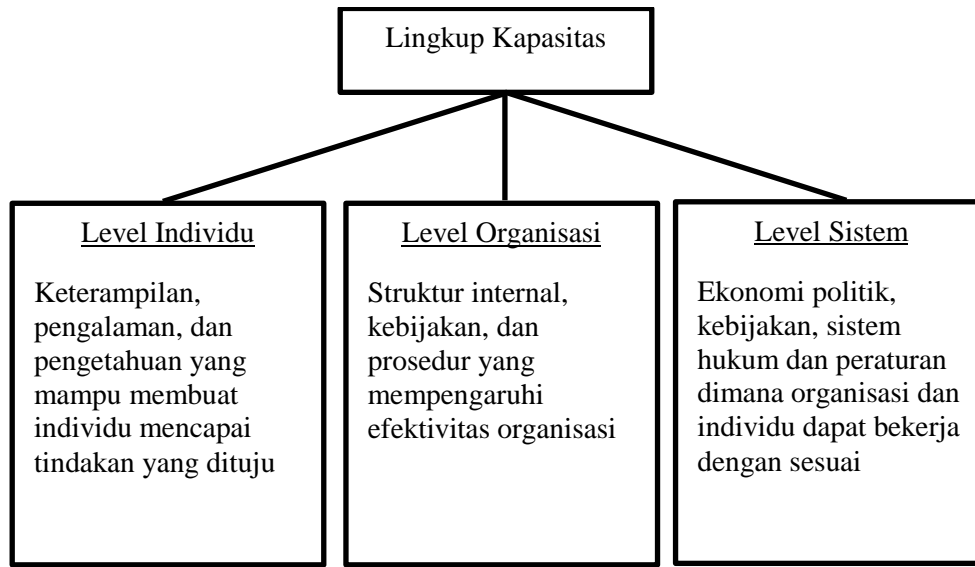 Lingkup Kapasitas
Level Individu
Keterampilan,
pengalaman, dan
pengetahuan yang
mampu membuat
individu mencapai
tindakan yang dituju
Level Organisasi
Struktur internal,
kebijakan, dan
prosedur yang
mempengaruhi
efektivitas organisasi
Level Sistem
Ekonomi politik,
kebijakan, sistem
hukum dan peraturan
dimana organisasi dan
individu dapat bekerja
dengan sesuai